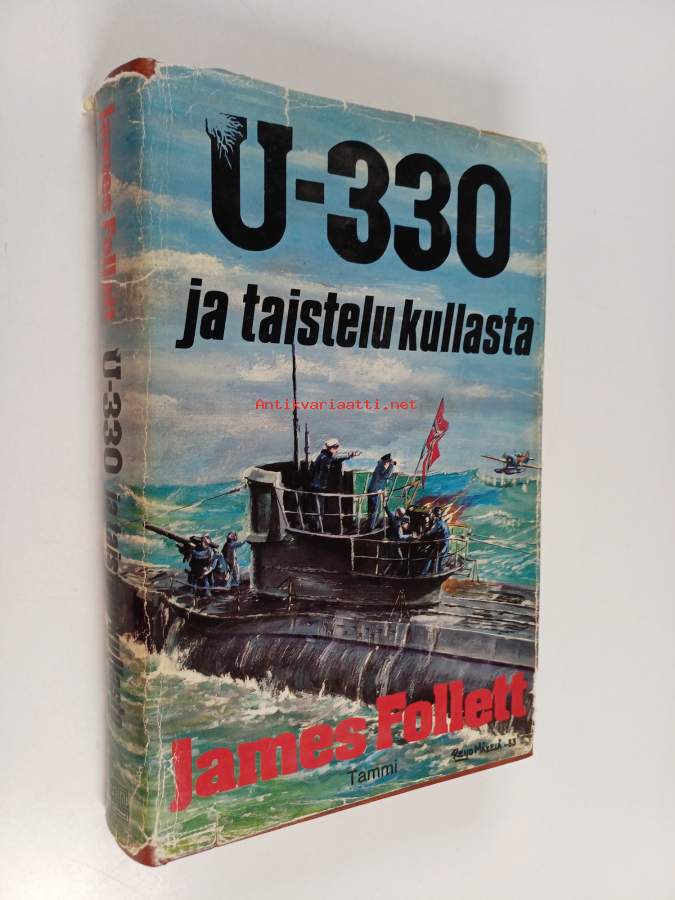 U-330
ja taistelu kullasta
Antikvariaatti.net
James Follett
Tammi
James Follett
U-330